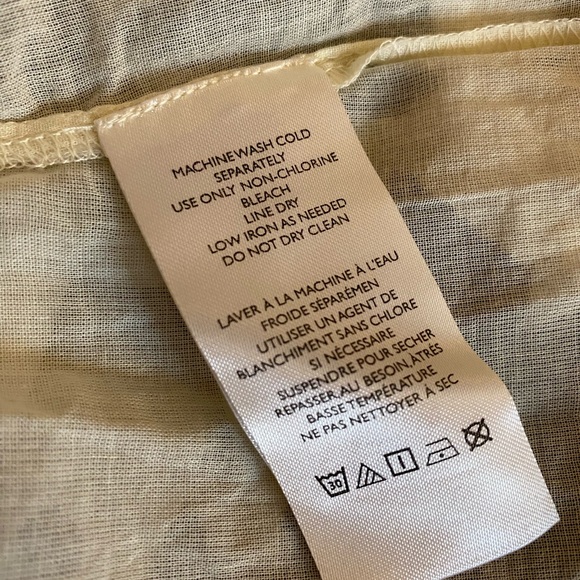 MACHINEWASH COLD
SEPARATELY
USE ONLY NON-CHLORINE
BLEACH
LINE DRY
LOW IRON AS NEEDED
DO NOT DRY CLEAN
LAVER À LA MACHINE À L'EAU
FROIDE SÉPARÉMEN
UTILISER UN AGENT DE
BLANCHIMENT SANS CHLORE
SI NÉCESSAIRE
SUSPENDRE POUR SECHER
REPASSER AU BESOIN, ÀTRÈS
BASSE TEMPÉRATURE
NE PAS NETTOYER À SEC
30